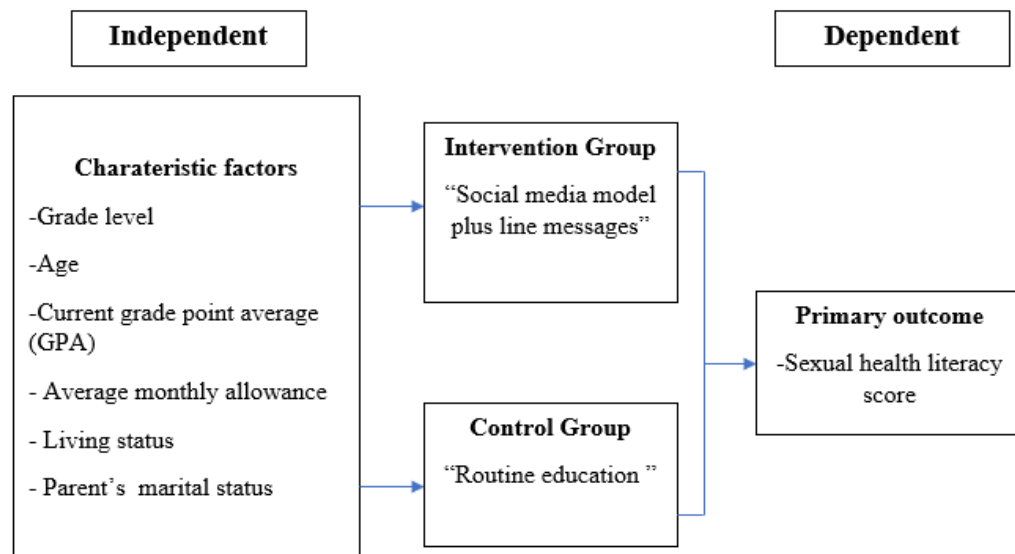 Independent
Dependent
Charateristic factors
-Grade level
-Age
-Current grade point average
(GPA)
- Average monthly allowance
- Living status
- Parent’s marital status
Intervention Group
“Social media model
plus line messages”
Control Group
“Routine education ”
Primary outcome
-Sexual health literacy
score